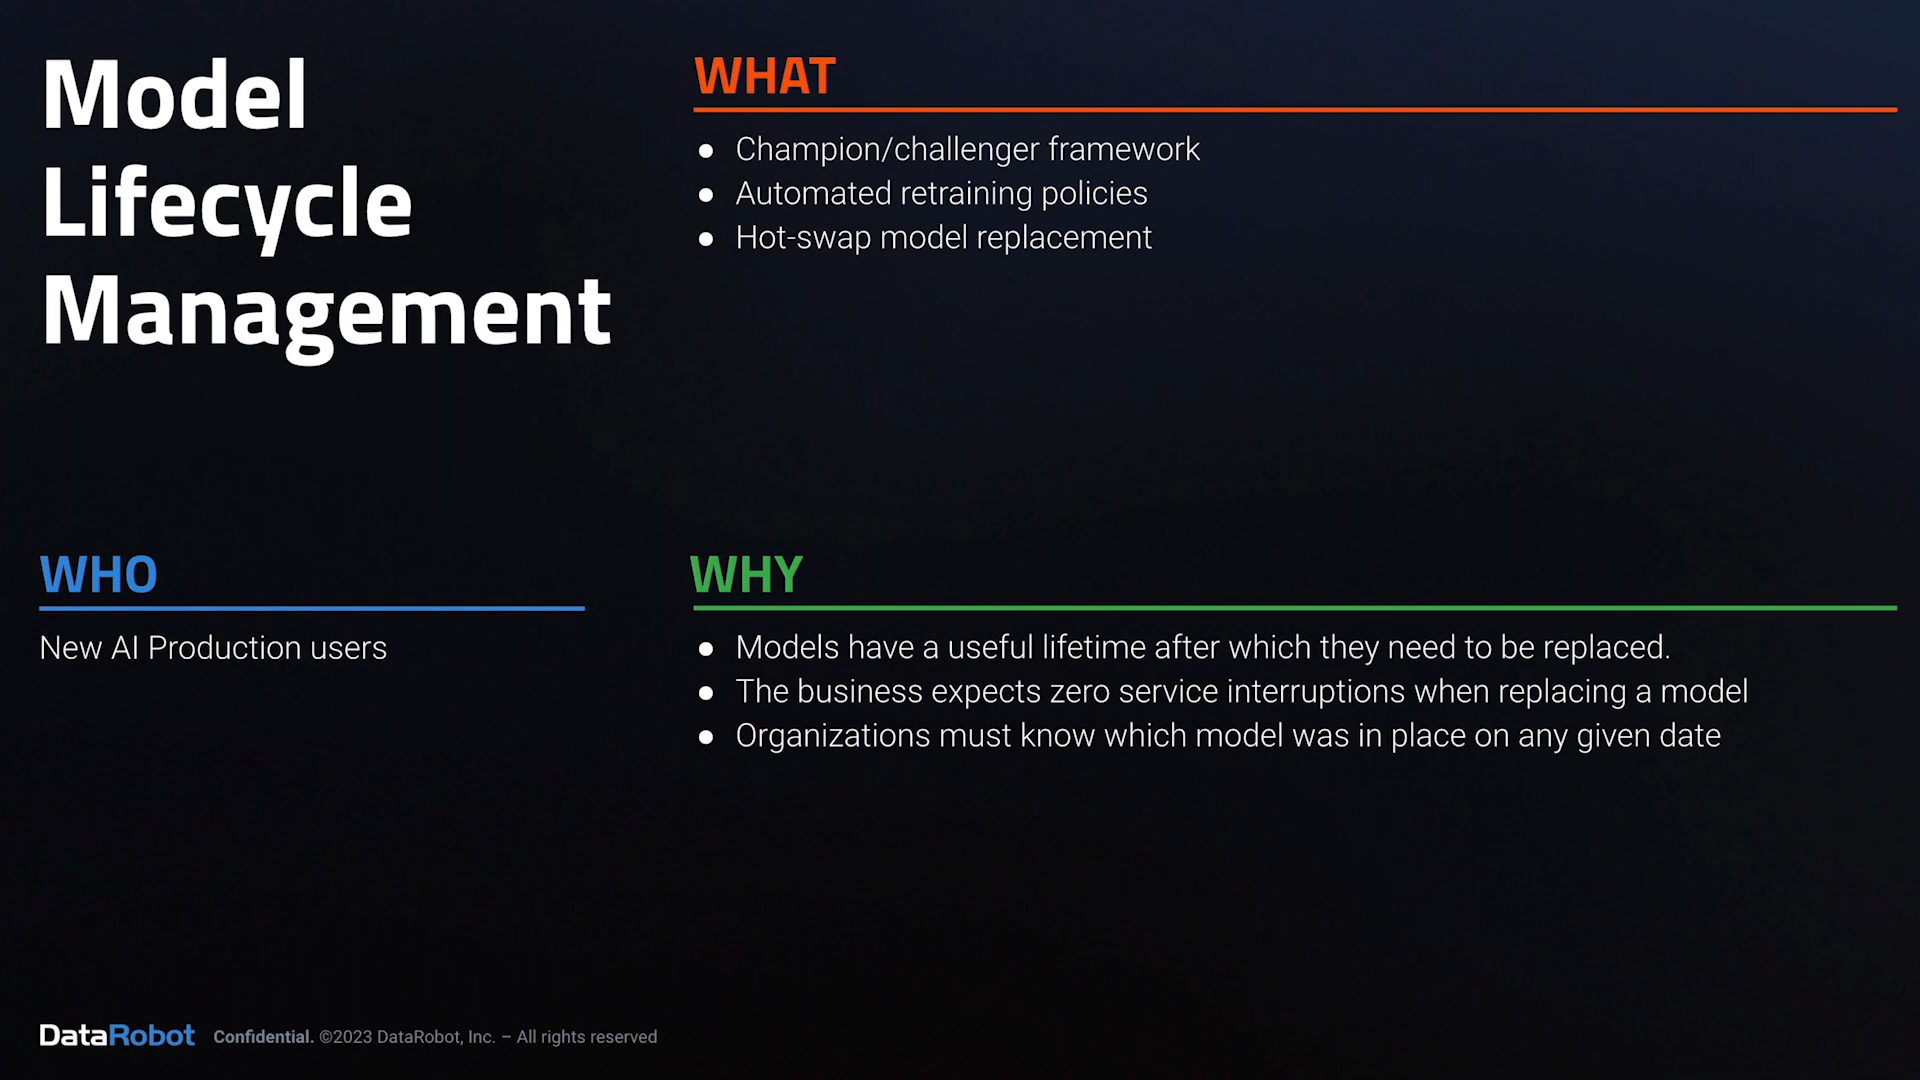 Model
Lifecycle
Management
WHAT
● Champion/challenger framework
● Automated retraining policies
● Hot-swap model replacement
WHO
New AI Production users
WHY
● Models have a useful lifetime after which they need to be replaced.
● The business expects zero service interruptions when replacing a model
● Organizations must know which model was in place on any given date
DataRobot Confidential. ©2023 DataRobot, Inc. – All rights reserved